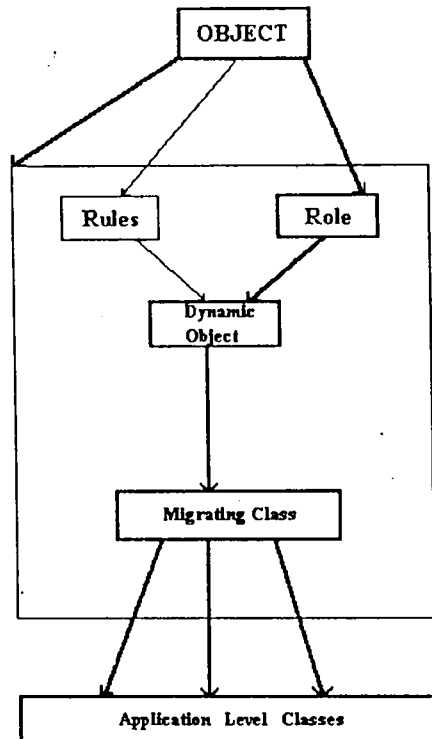 OBJECT
Rules
Role
Dynamic
Object
Migrating Class
Application Level Classes